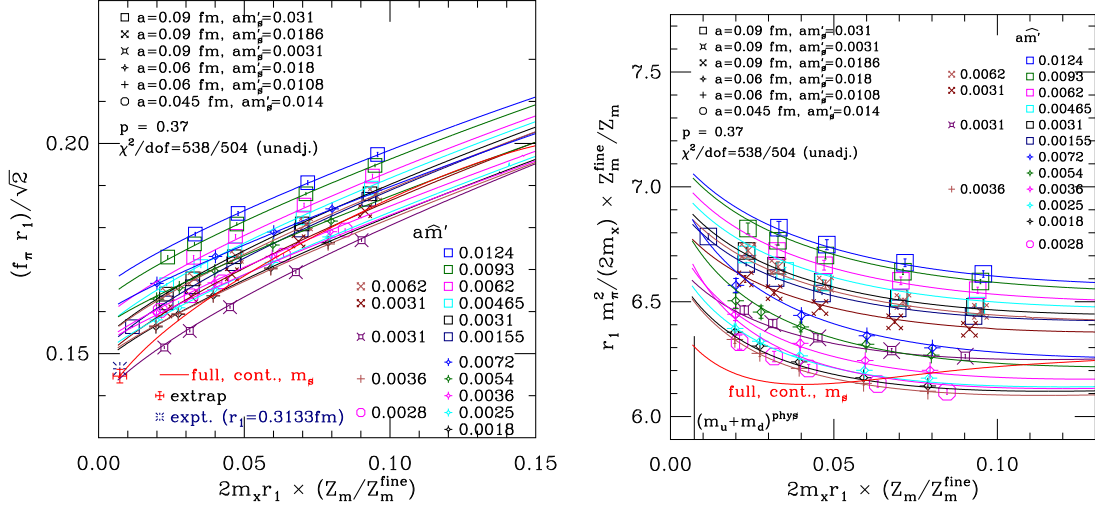 a=0.09 fm, am's=0.031
a=0.09 fm, am's=0.0186
a=0.09 fm, am's=0.0031
a=0.06 fm, am's=0.018
a=0.06 fm, am's=0.0108
a=0.045 fm, am's=0.014
p = 0.37
χ²/dof=538/504 (unadj.)
(fπ r₁)/√2
0.20
0.15
am̂'
0.0124
0.0093
0.0062
0.00465
0.0031
0.00155
0.0072
0.0054
0.0036
0.0025
0.0018
0.0062
0.0031
0.0031
0.0036
0.0028
full, cont., ms
extrap
expt. (r₁=0.3133fm)
0.00 0.05 0.10 0.15
2mₓr₁ × (Zm/Zm^fine)
a=0.09 fm, am's=0.031
a=0.09 fm, am's=0.0031
a=0.09 fm, am's=0.0186
a=0.06 fm, am's=0.018
a=0.06 fm, am's=0.0108
a=0.045 fm, am's=0.014
p = 0.37
χ²/dof=538/504 (unadj.)
r₁ m²π/(2mₓ) × Zm^fine/Zm
7.5
7.0
6.5
6.0
am̂'
0.0124
0.0093
0.0062
0.00465
0.0031
0.00155
0.0072
0.0054
0.0036
0.0025
0.0018
0.0028
0.0062
0.0031
0.0031
0.0036
full, cont., ms
(mu+md)^phys
0.00 0.05 0.10
2mₓr₁ × (Zm/Zm^fine)